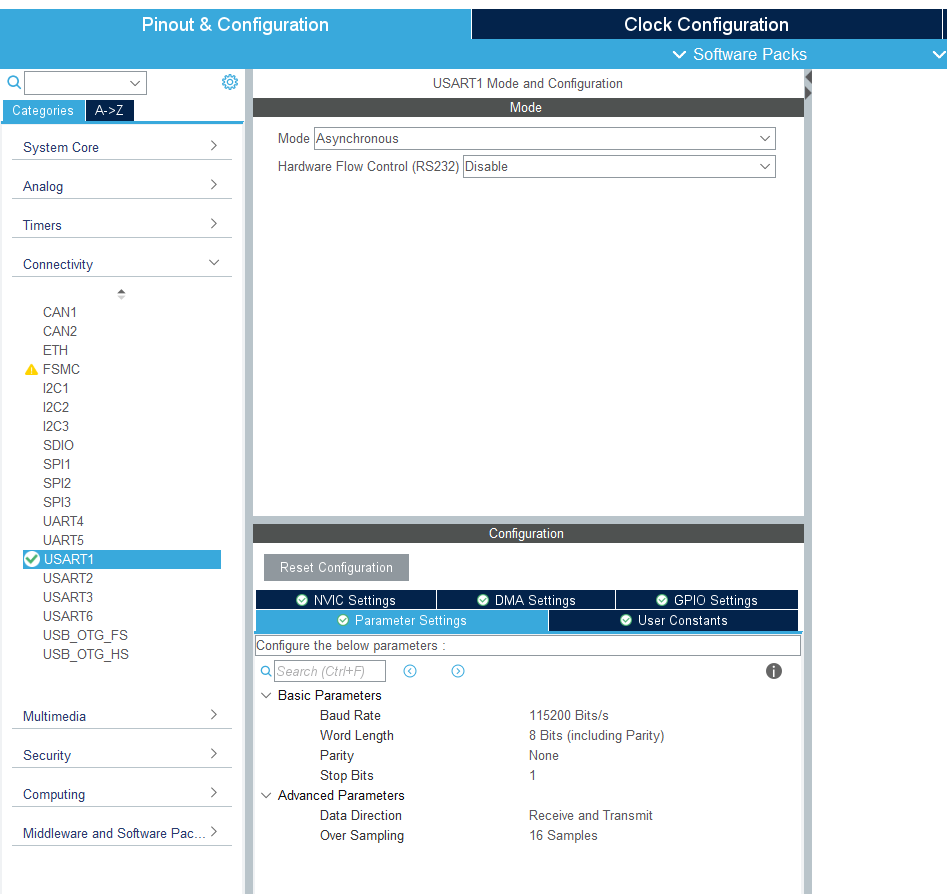 Pinout & Configuration
Clock Configuration
Software Packs
Categories
A->Z
System Core
Analog
Timers
Connectivity
CAN1
CAN2
ETH
FSMC
I2C1
I2C2
I2C3
SDIO
SPI1
SPI2
SPI3
UART4
UART5
USART1
USART2
USART3
USART6
USB_OTG_FS
USB_OTG_HS
Multimedia
Security
Computing
Middleware and Software Pac...
USART1 Mode and Configuration
Mode
Mode Asynchronous
Hardware Flow Control (RS232) Disable
Configuration
Reset Configuration
NVIC Settings
DMA Settings
GPIO Settings
Parameter Settings
User Constants
Configure the below parameters :
Search (Ctrl+F)
Basic Parameters
Baud Rate 115200 Bits/s
Word Length 8 Bits (including Parity)
Parity None
Stop Bits 1
Advanced Parameters
Data Direction Receive and Transmit
Over Sampling 16 Samples